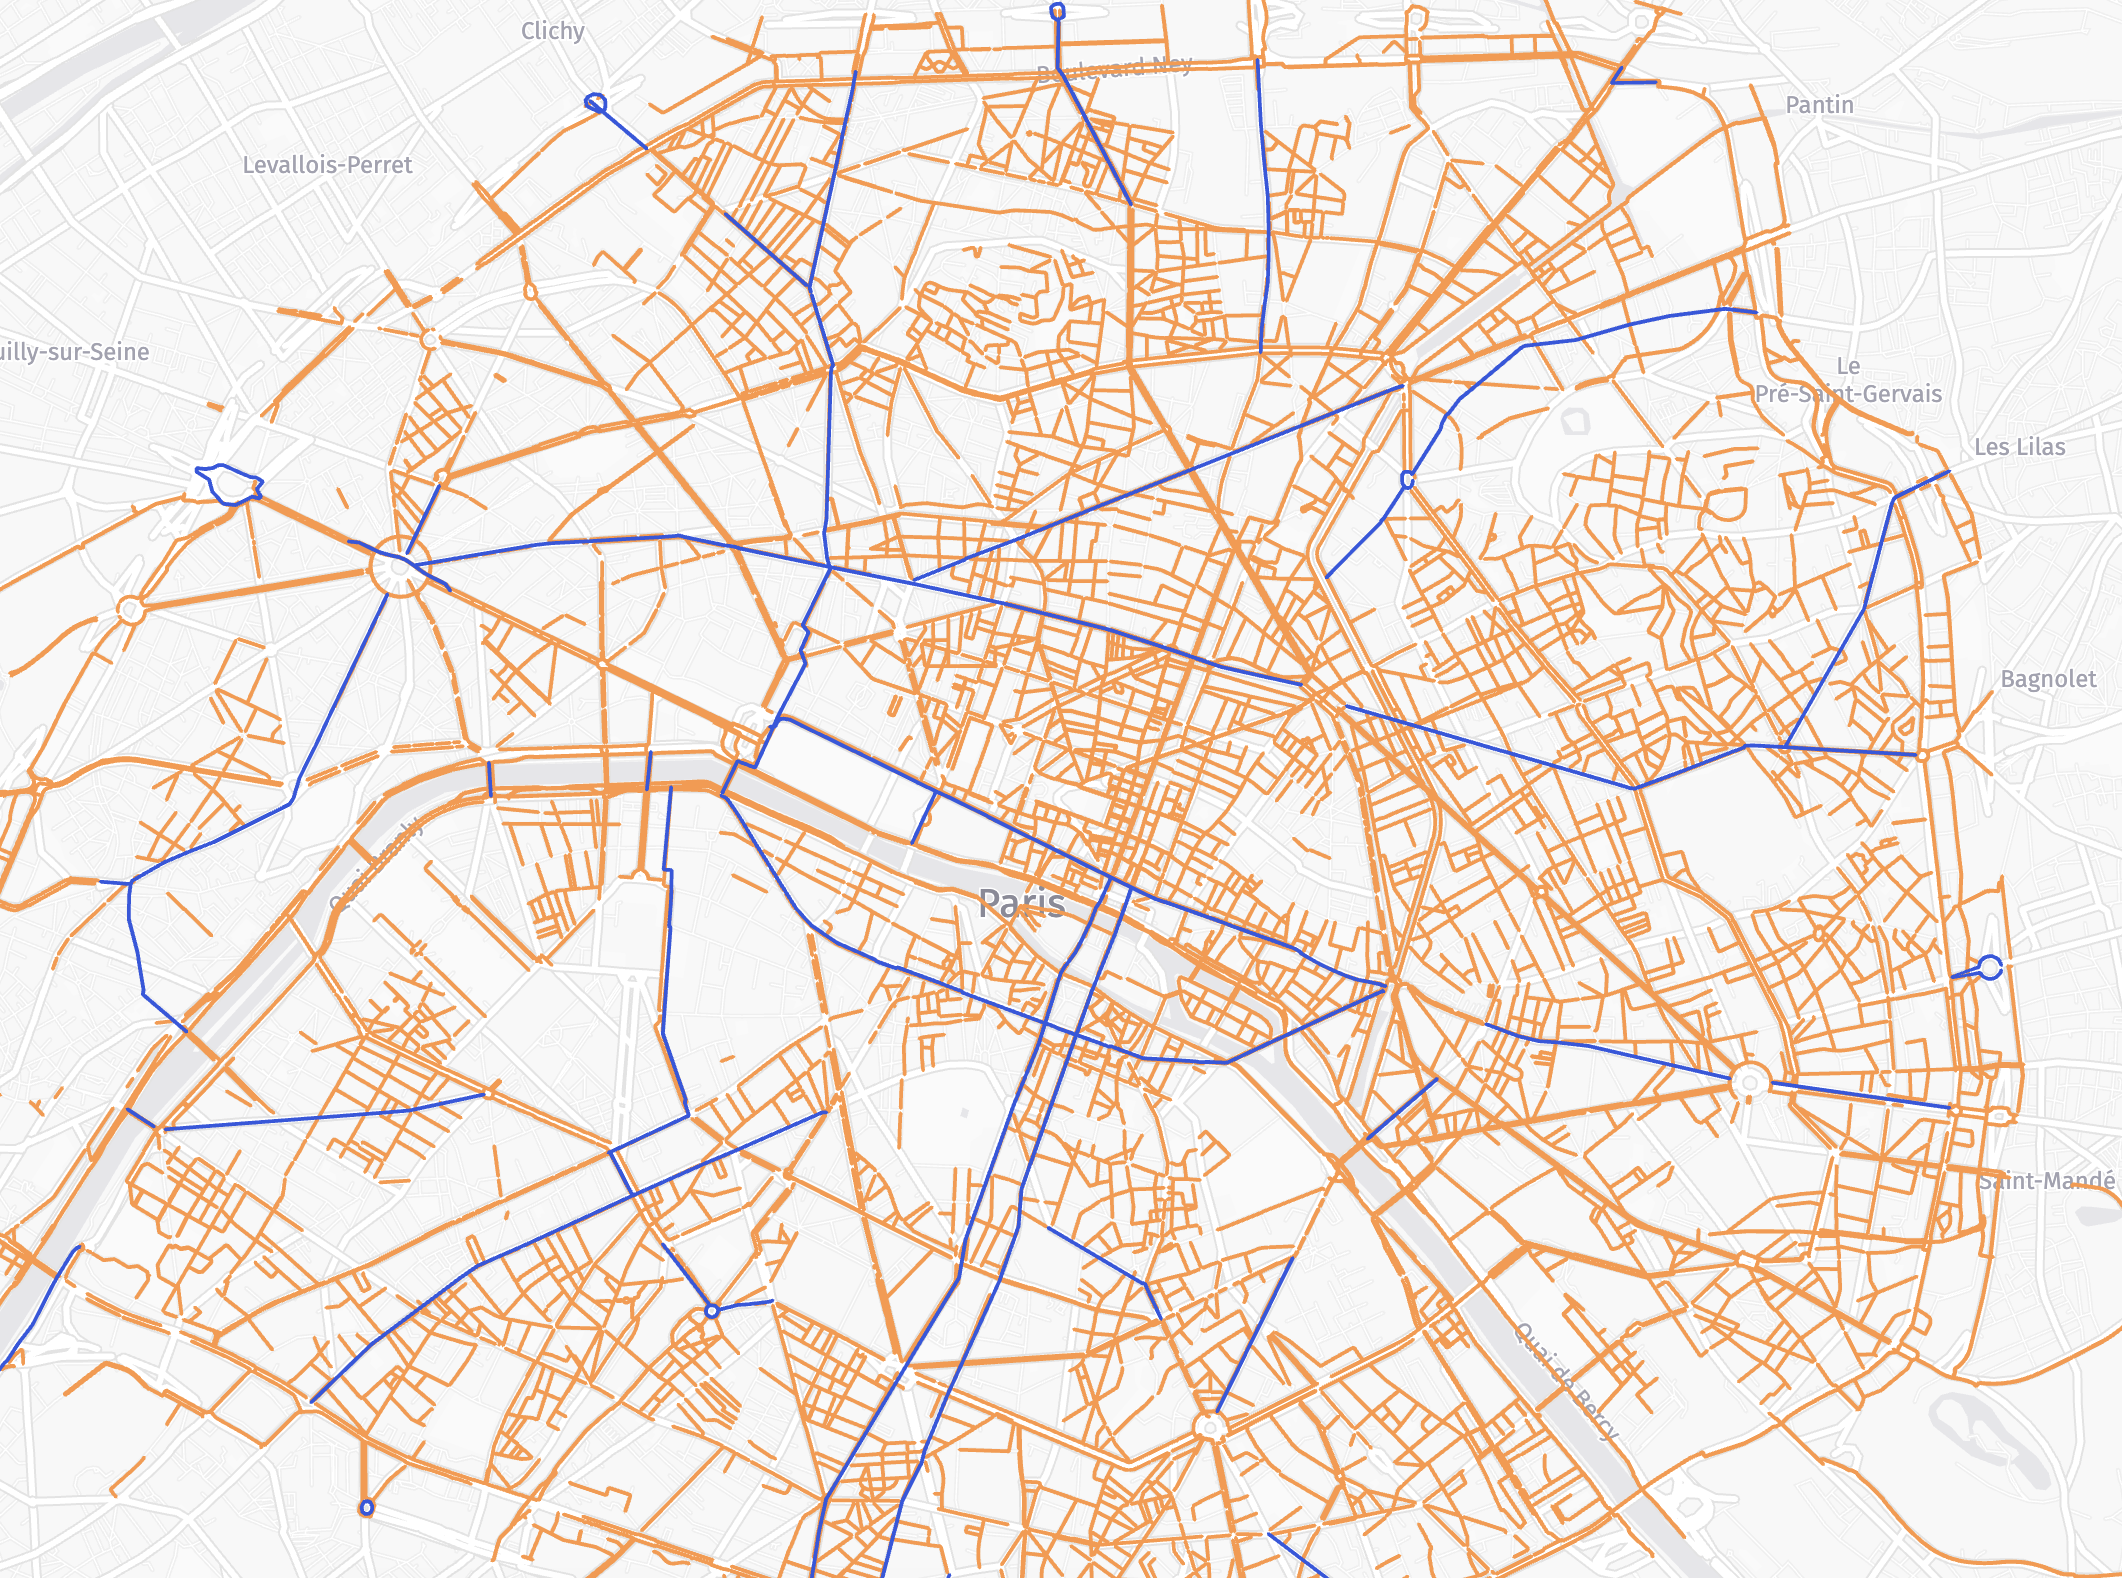 Clichy
Boulevard Ney
Pantin
Levallois-Perret
uilly-sur-Seine
Le
Pré-Saint-Gervais
Les Lilas
Bagnolet
Quai Branly
Paris
Saint-Mandé
Quai de Bercy